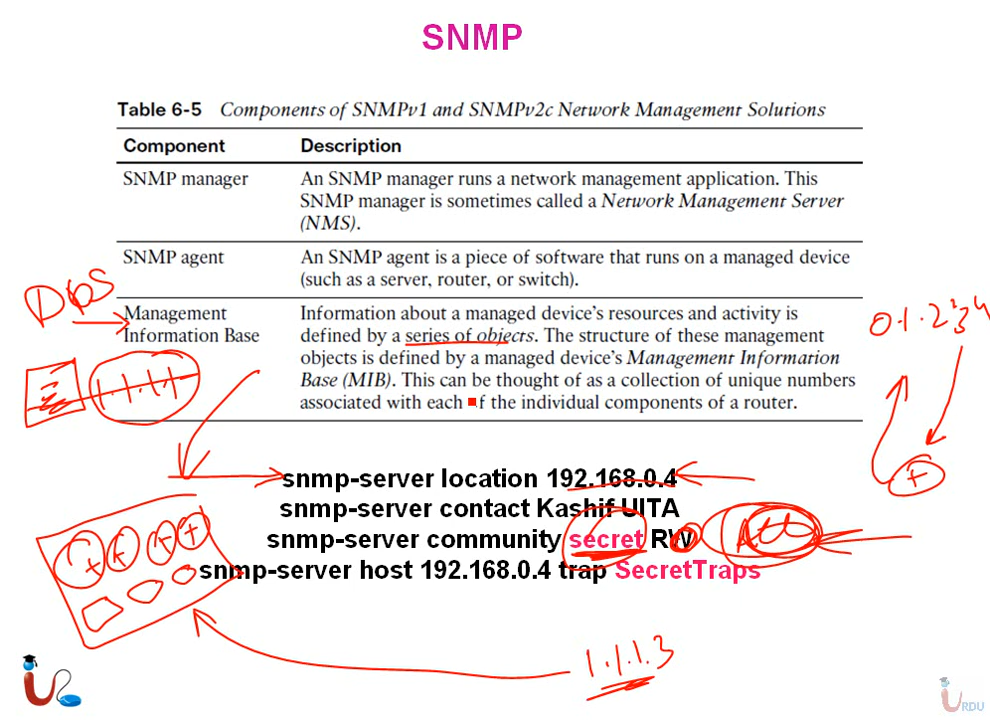 SNMP
Table 6-5 Components of SNMPv1 and SNMPv2c Network Management Solutions
Component Description
SNMP manager An SNMP manager runs a network management application. This
SNMP manager is sometimes called a Network Management Server
(NMS).
SNMP agent An SNMP agent is a piece of software that runs on a managed device
(such as a server, router, or switch).
DDS
Management Information about a managed device's resources and activity is
Information Base defined by a series of objects. The structure of these management
objects is defined by a managed device's Management Information
Base (MIB). This can be thought of as a collection of unique numbers
associated with each f the individual components of a router.
snmp-server location 192.168.0.4
snmp-server contact Kashif UITA
snmp-server community secret RW
snmp-server host 192.168.0.4 trap SecretTraps
1.1.1.3
URDU